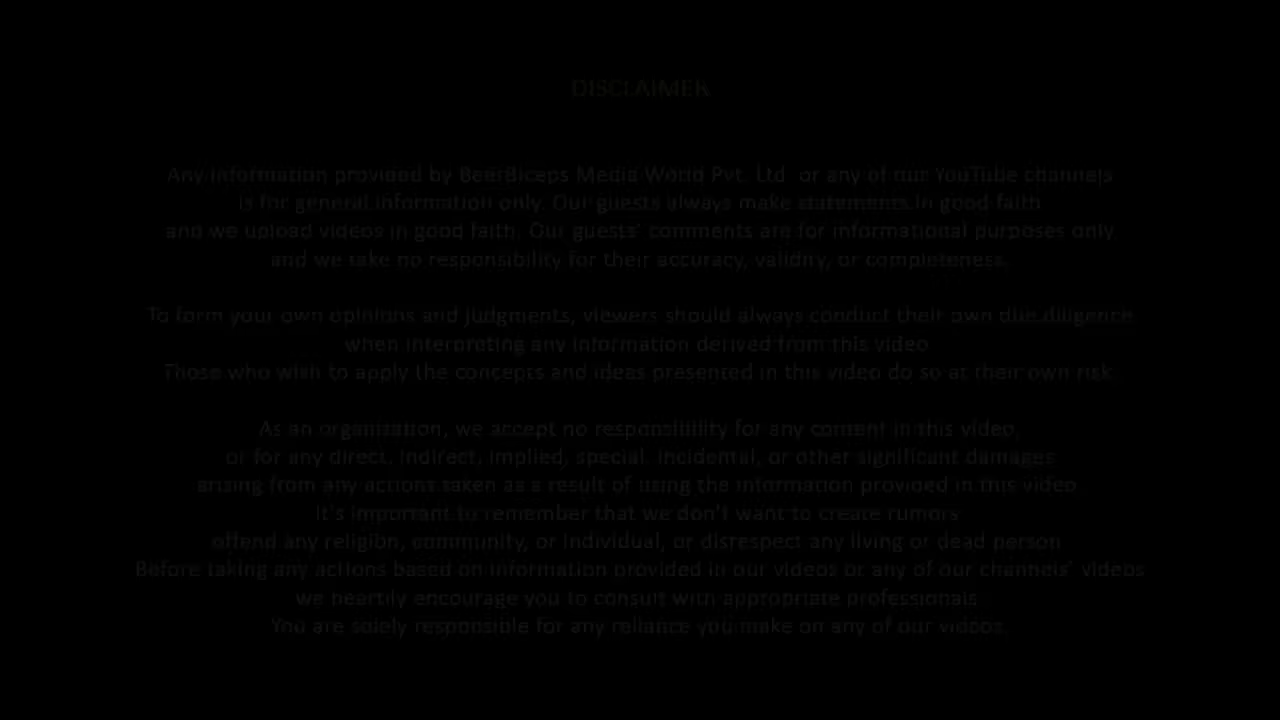 DISCLAIMER
Any information provided by BeerBiceps Media World Pvt. Ltd. or any of our YouTube channels
is for general information only. Our guests always make statements in good faith
and we upload videos in good faith. Our guests' comments are for informational purposes only
and we take no responsibility for their accuracy, validity, or completeness.
To form your own opinions and judgments, viewers should always conduct their own due diligence
when interpreting any information derived from this video
Those who wish to apply the concepts and ideas presented in this video do so at their own risk
As an organization, we accept no responsibility for any content in this video,
or for any direct, indirect, implied, special, incidental, or other significant damages
arising from any actions taken as a result of using the information provided in this video
It's important to remember that we don't want to create rumors
offend any religion, community, or individual, or disrespect any living or dead person
Before taking any actions based on information provided in our videos or any of our channels' videos
we heartily encourage you to consult with appropriate professionals
You are solely responsible for any reliance you make on any of our videos.